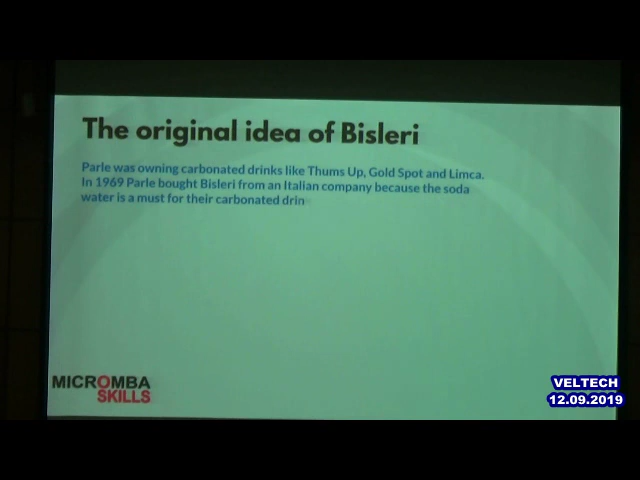 The original idea of Bisleri
Parle was owning carbonated drinks like Thums Up, Gold Spot and Limca.
In 1969 Parle bought Bisleri from an Italian company because the soda
water is a must for their carbonated drin
MICROMBA
SKILLS
VELTECH
12.09.2019